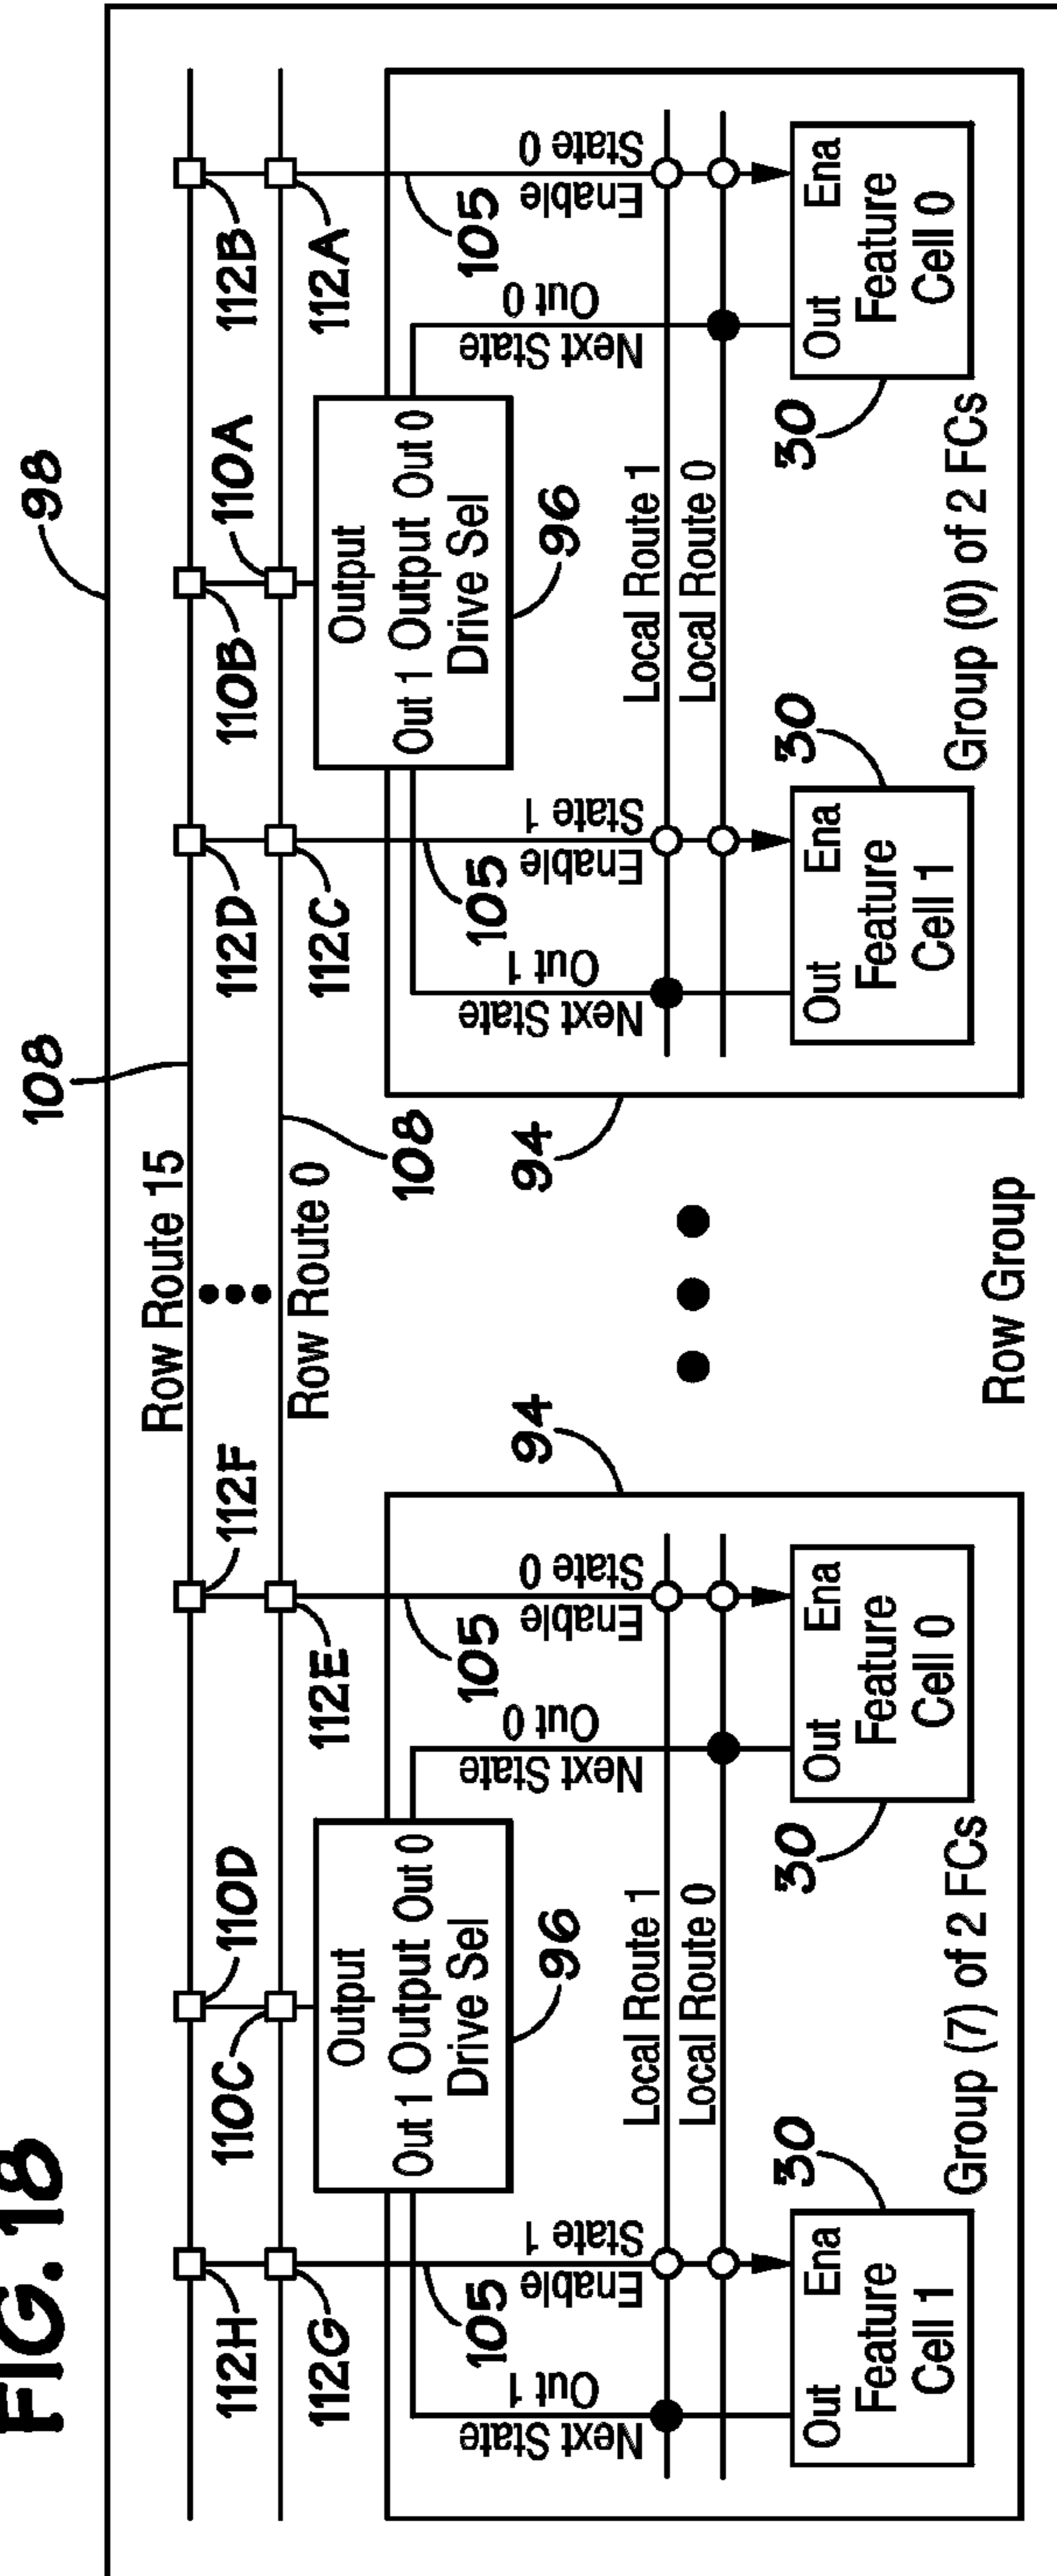 FIG. 18
98
108
Row Route 15
Row Route 0
108
112H
112G
110D
110C
112F
112E
112D
112C
110B
110A
112B
112A
Output
Out 1 Output Out 0
Drive Sel
96
Next State
Out 1
105
Enable
State 1
Next State
Out 0
105
Enable
State 0
Local Route 1
Local Route 0
30
Out Ena
Feature
Cell 1
30
Out Ena
Feature
Cell 0
Group (7) of 2 FCs
94
94
Output
Out 1 Output Out 0
Drive Sel
96
Next State
Out 1
105
Enable
State 1
Next State
Out 0
105
Enable
State 0
Local Route 1
Local Route 0
30
Out Ena
Feature
Cell 1
30
Out Ena
Feature
Cell 0
Group (0) of 2 FCs
Row Group